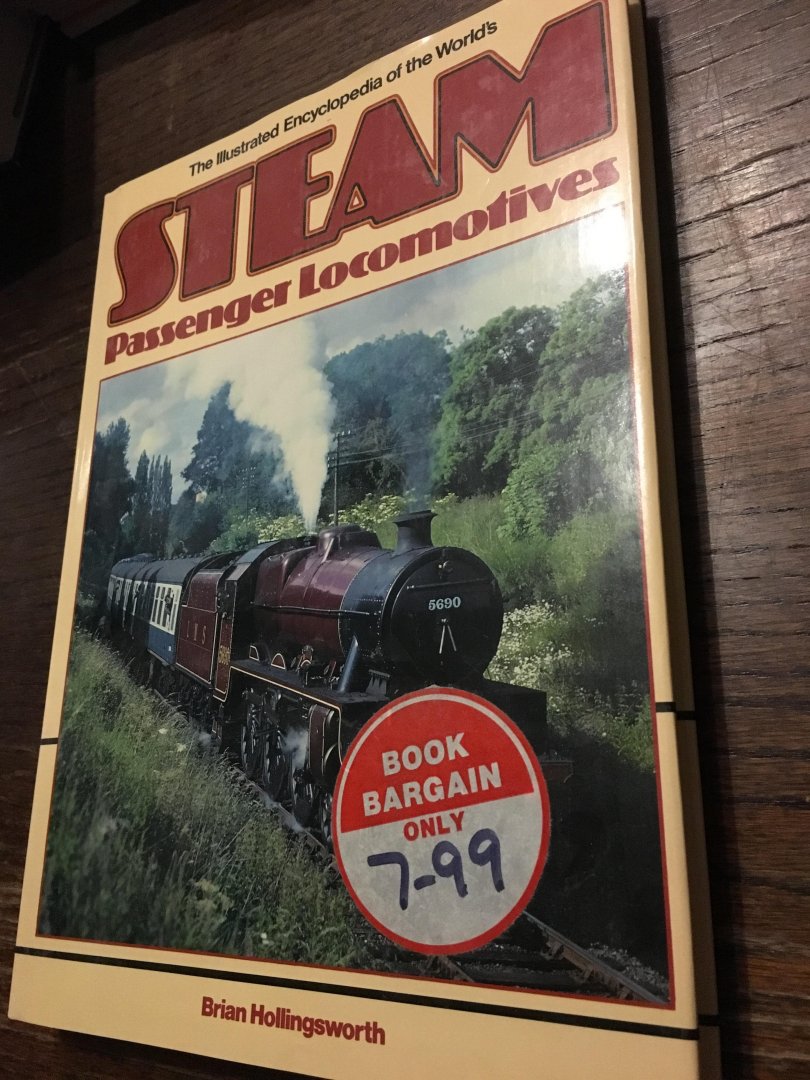 The Illustrated Encyclopedia of the World's
STEAM
Passenger Locomotives
5690
L M S
BOOK
BARGAIN
ONLY
7-99
Brian Hollingsworth